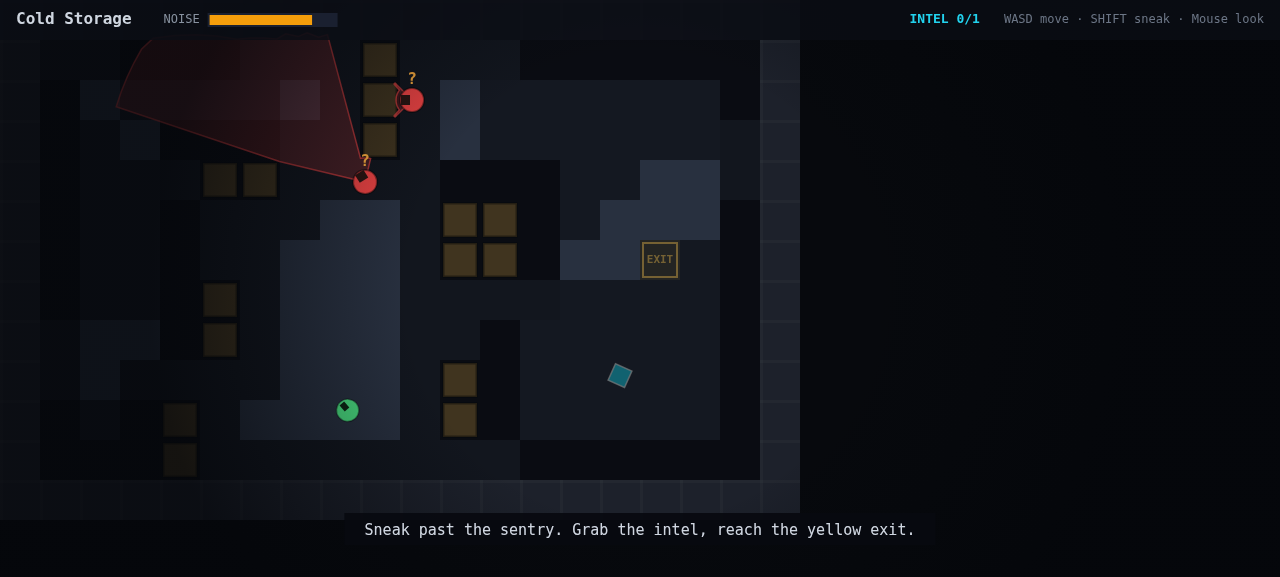 Cold Storage
NOISE
INTEL 0/1
WASD move · SHIFT sneak · Mouse look
?
?
EXIT
Sneak past the sentry. Grab the intel, reach the yellow exit.